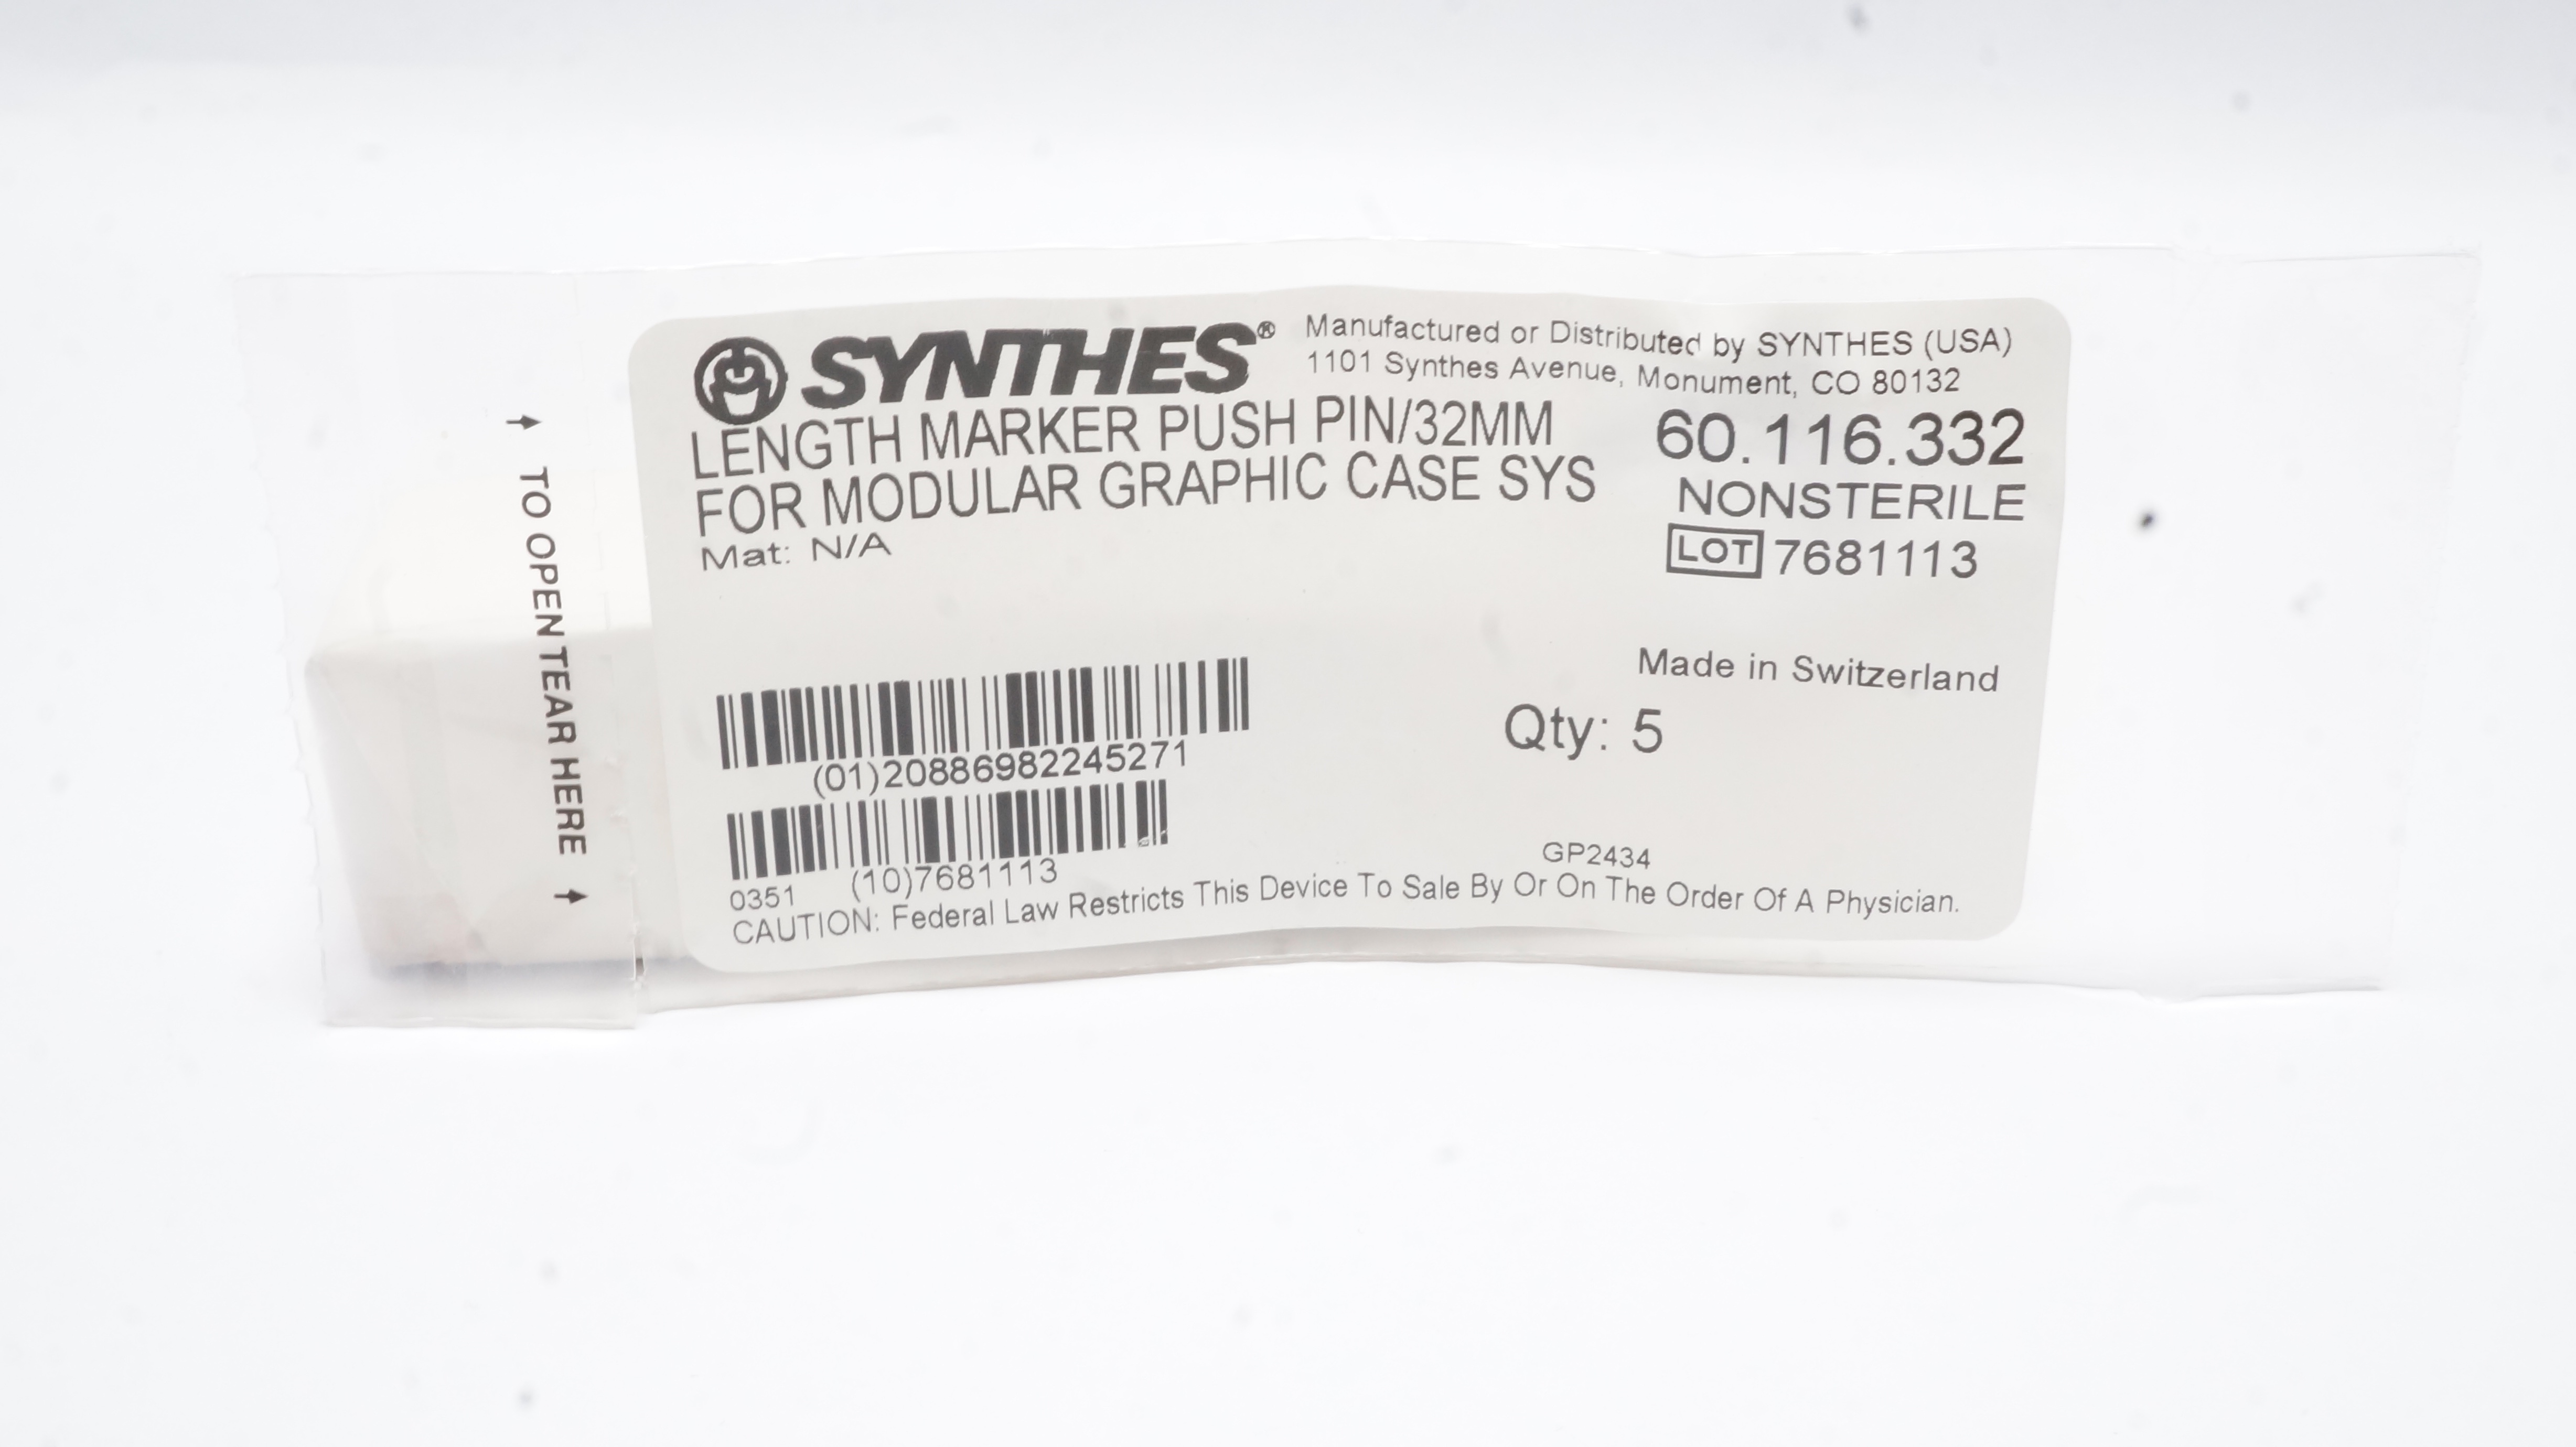 SYNTHES®
Manufactured or Distributed by SYNTHES (USA)
1101 Synthes Avenue, Monument, CO 80132
LENGTH MARKER PUSH PIN/32MM
FOR MODULAR GRAPHIC CASE SYS
Mat: N/A
60.116.332
NONSTERILE
LOT 7681113
Made in Switzerland
Qty: 5
(01)20886982245271
(10)7681113
0351
GP2434
CAUTION: Federal Law Restricts This Device To Sale By Or On The Order Of A Physician.
TO OPEN TEAR HERE